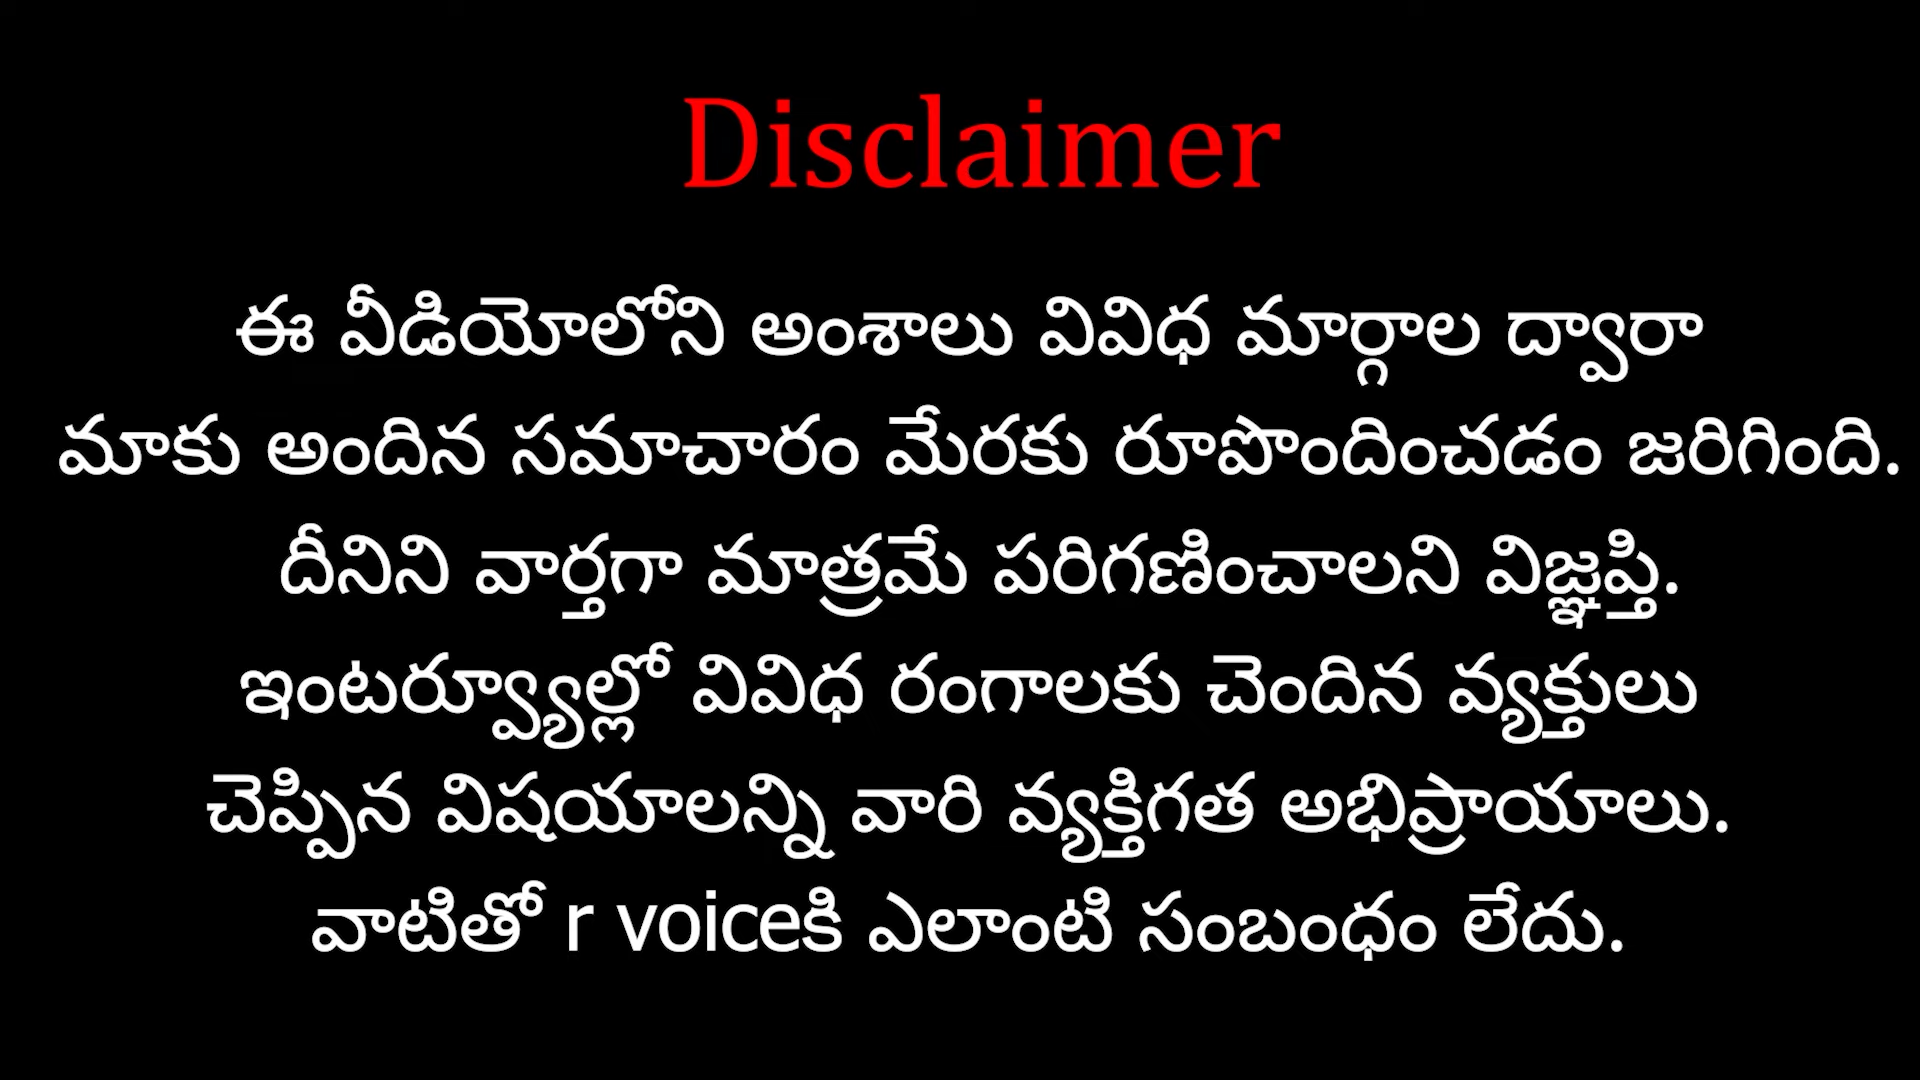 Disclaimer
ఈ వీడియోలోని అంశాలు వివిధ మార్గాల ద్వారా
మాకు అందిన సమాచారం మేరకు రూపొందించడం జరిగింది.
దీనిని వార్తగా మాత్రమే పరిగణించాలని విజ్ఞప్తి.
ఇంటర్వ్యూల్లో వివిధ రంగాలకు చెందిన వ్యక్తులు
చెప్పిన విషయాలన్ని వారి వ్యక్తిగత అభిప్రాయాలు.
వాటితో r voiceకి ఎలాంటి సంబంధం లేదు.